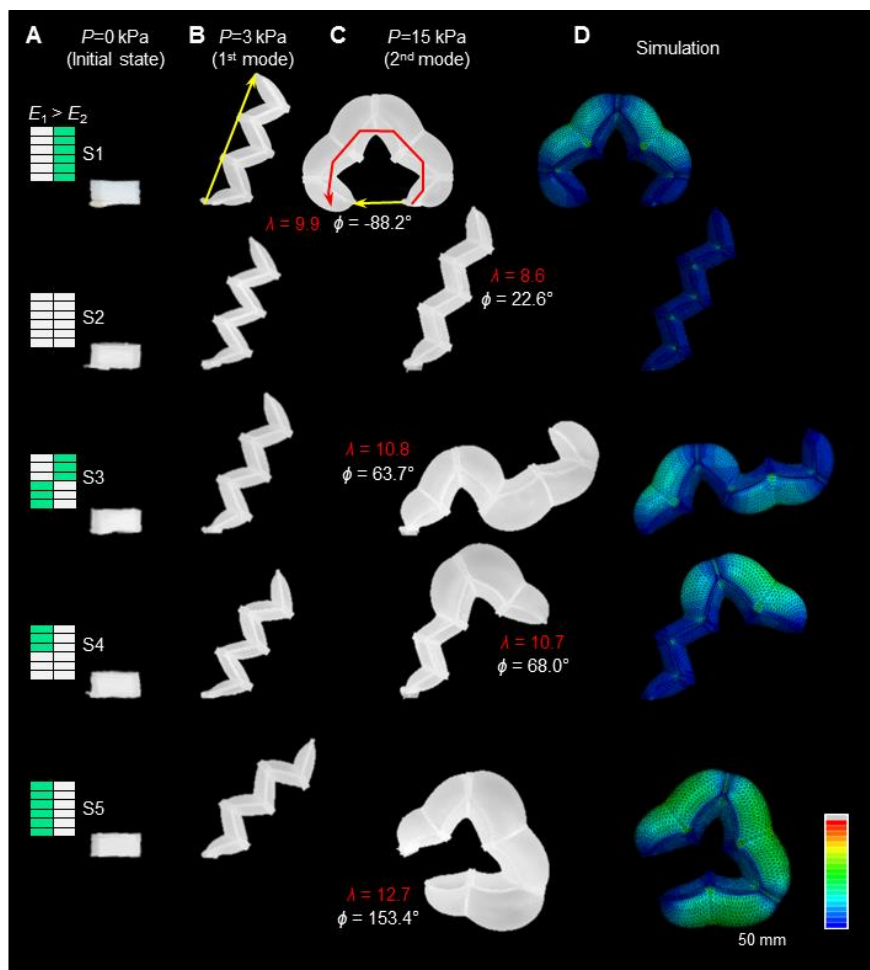 A P=0 kPa B P=3 kPa C P=15 kPa D Simulation
(Initial state) (1st mode) (2nd mode)
E1 > E2
S1
λ = 9.9 ϕ = -88.2°
S2
λ = 8.6
ϕ = 22.6°
S3
λ = 10.8
ϕ = 63.7°
S4
λ = 10.7
ϕ = 68.0°
S5
λ = 12.7
ϕ = 153.4°
50 mm